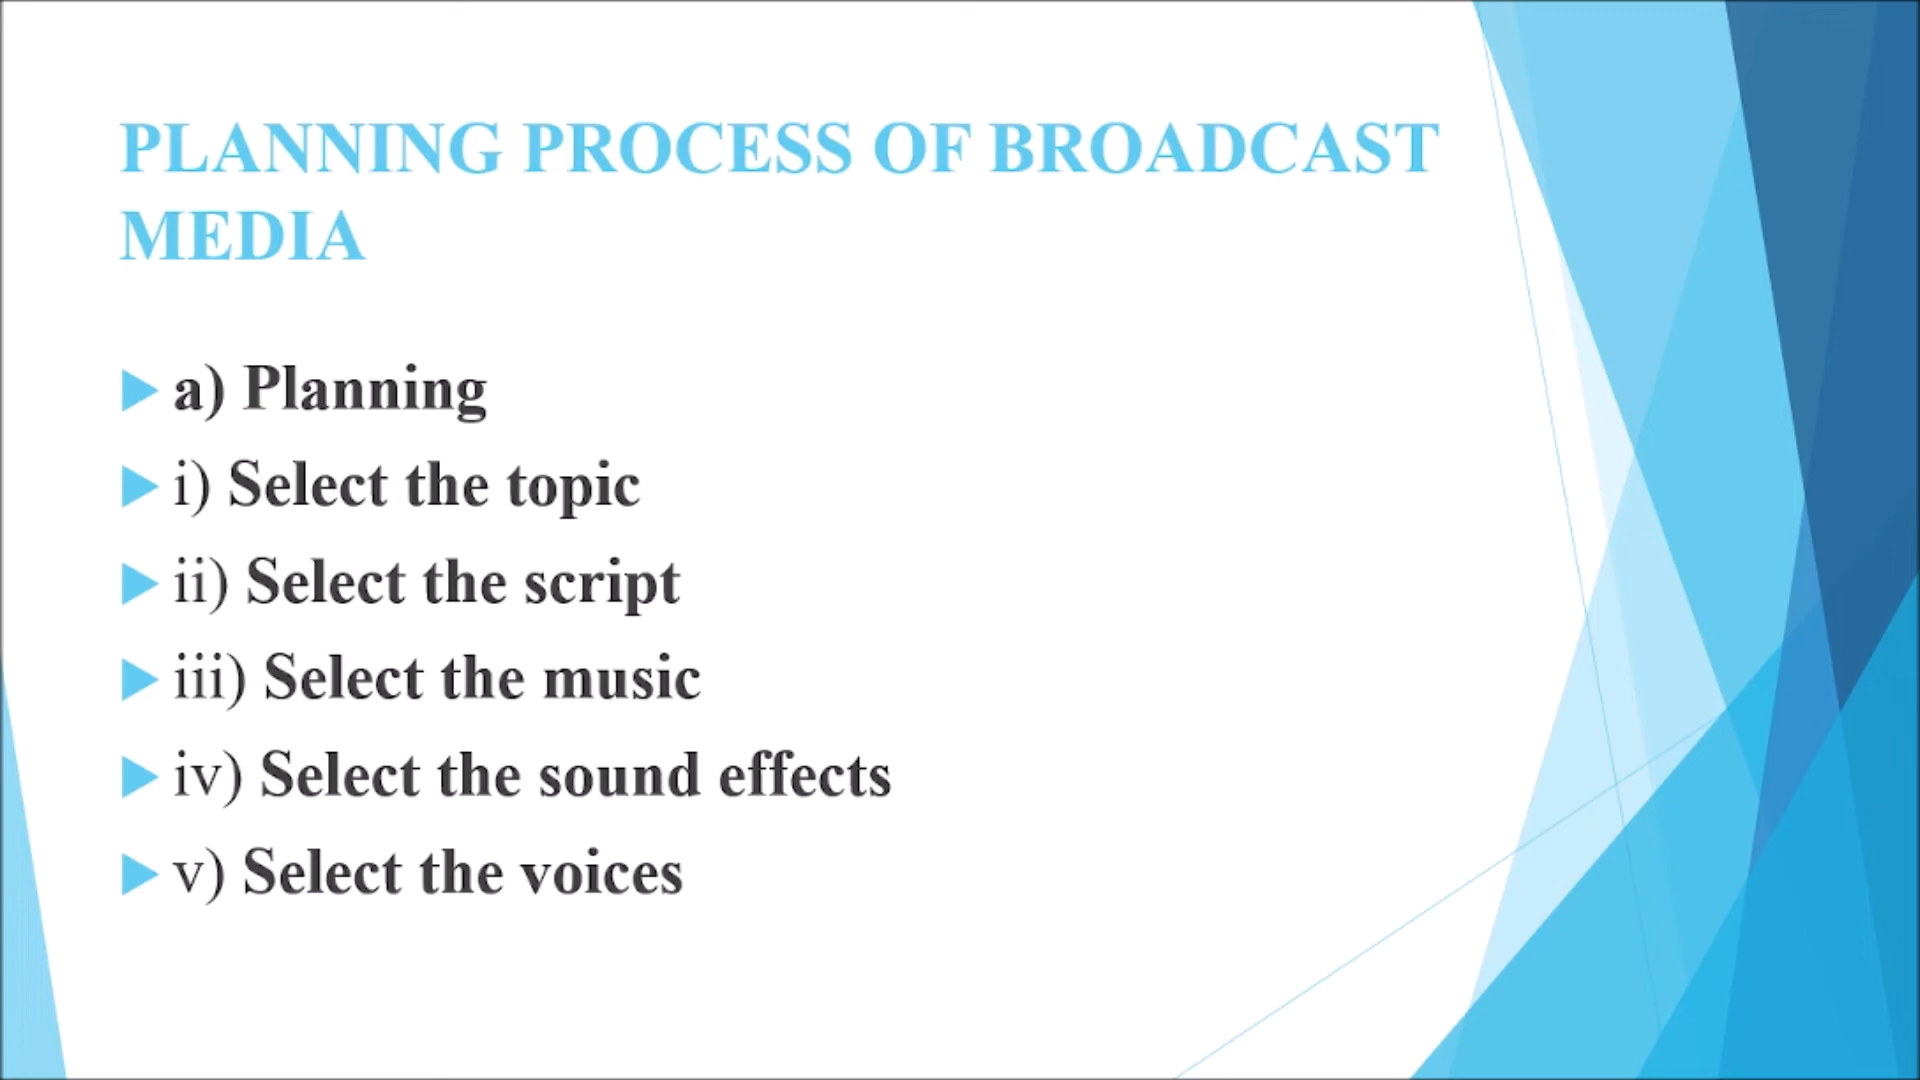 PLANNING PROCESS OF BROADCAST
MEDIA
a) Planning
i) Select the topic
ii) Select the script
iii) Select the music
iv) Select the sound effects
v) Select the voices